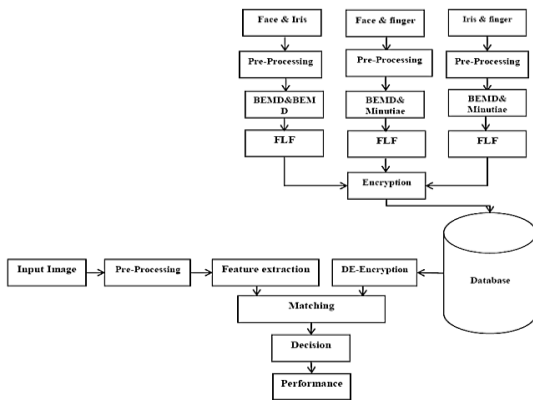 Face & Iris
Face & finger
Iris & finger
Pre-Processing
Pre-Processing
Pre-Processing
BEMD&BEM
D
BEMD&
Minutiae
BEMD&
Minutiae
FLF
FLF
FLF
Encryption
Input Image
Pre-Processing
Feature extraction
DE-Encryption
Database
Matching
Decision
Performance